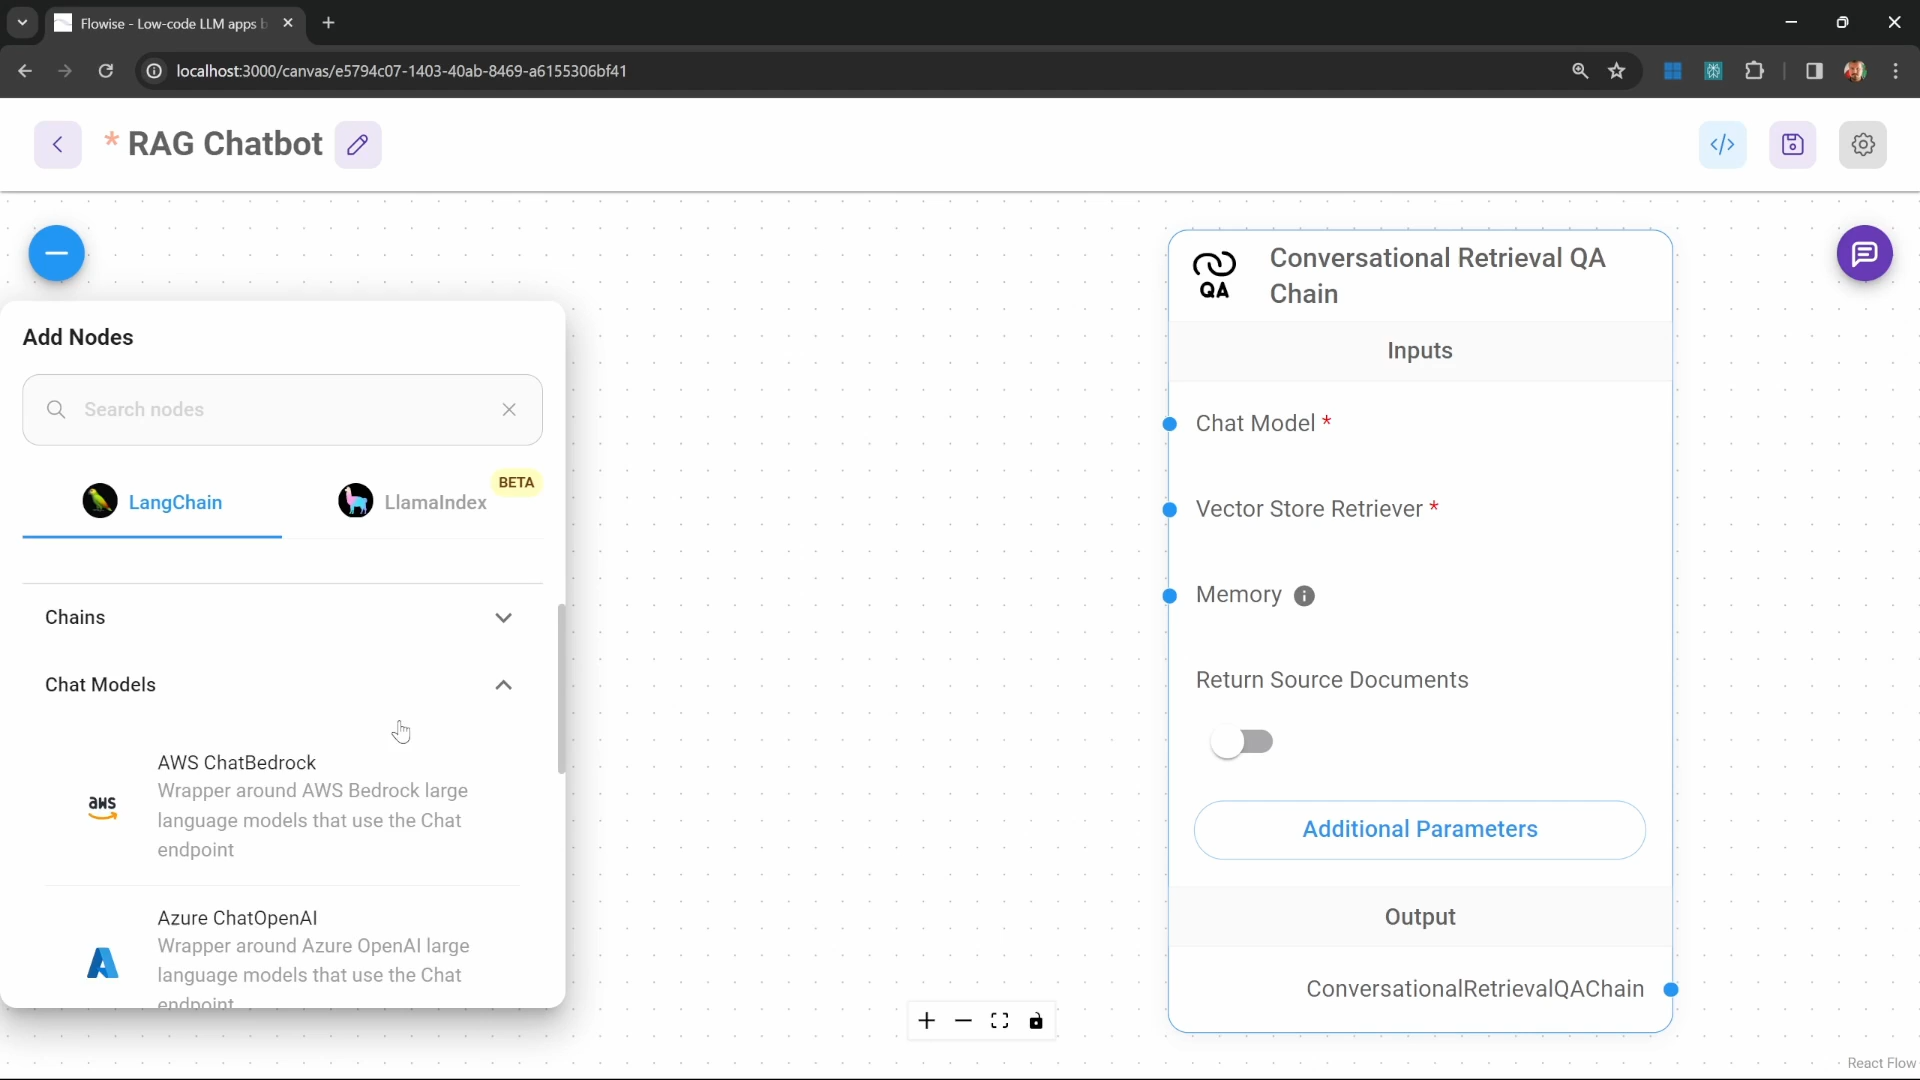 Flowise - Low-code LLM apps b
localhost:3000/canvas/e5794c07-1403-40ab-8469-a6155306bf41
* RAG Chatbot
</>
Add Nodes
Search nodes
LangChain
LlamaIndex
BETA
Chains
Chat Models
aws
AWS ChatBedrock
Wrapper around AWS Bedrock large
language models that use the Chat
endpoint
Azure ChatOpenAI
Wrapper around Azure OpenAI large
language models that use the Chat
endpoint
QA
Conversational Retrieval QA
Chain
Inputs
Chat Model *
Vector Store Retriever *
Memory
Return Source Documents
Additional Parameters
Output
ConversationalRetrievalQAChain
React Flow